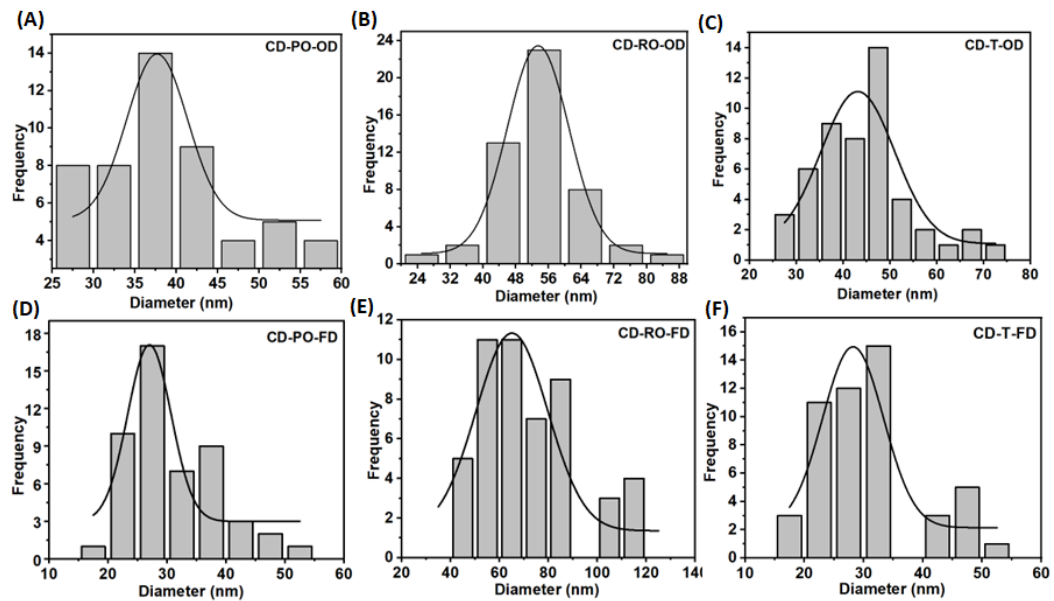 (A)
CD-PO-OD
Frequency
14
12
10
8
6
4
25 30 35 40 45 50 55 60
Diameter (nm)
(B)
CD-RO-OD
Frequency
24
20
16
12
8
4
0
24 32 40 48 56 64 72 80 88
Diameter (nm)
(C)
CD-T-OD
Frequency
14
12
10
8
6
4
2
0
20 30 40 50 60 70 80
Diameter (nm)
(D)
CD-PO-FD
Frequency
18
15
12
9
6
3
0
10 20 30 40 50 60
Diameter (nm)
(E)
CD-RO-FD
Frequency
12
10
8
6
4
2
0
20 40 60 80 100 120 140
Diameter (nm)
(F)
CD-T-FD
Frequency
16
14
12
10
8
6
4
2
0
10 20 30 40 50 60
Diameter (nm)